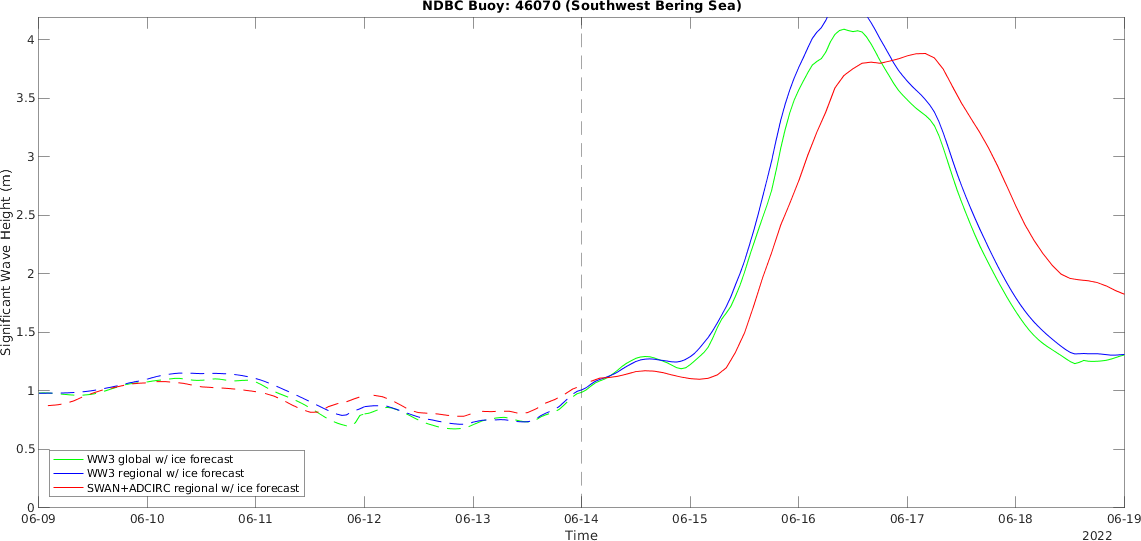 NDBC Buoy: 46070 (Southwest Bering Sea)
Significant Wave Height (m)
4
3.5
3
2.5
2
1.5
1
0.5
0
WW3 global w/ ice forecast
WW3 regional w/ ice forecast
SWAN+ADCIRC regional w/ ice forecast
06-09 06-10 06-11 06-12 06-13 06-14 06-15 06-16 06-17 06-18 06-19
Time
2022